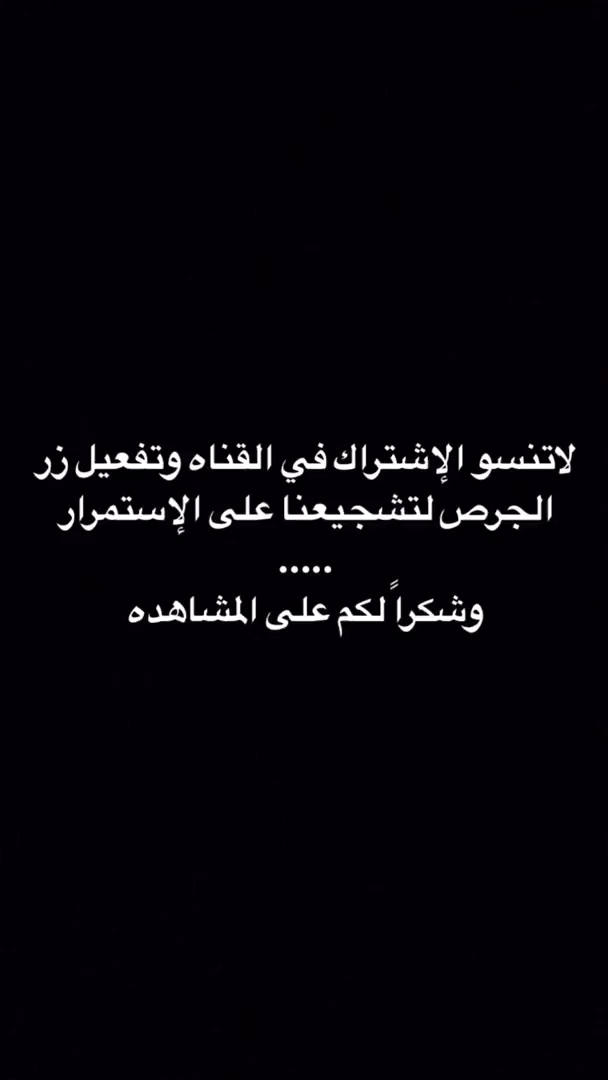 لاتنسو الإشتراك في القناه وتفعيل زر
الجرص لتشجيعنا على الإستمرار
.....
وشكراً لكم على المشاهده